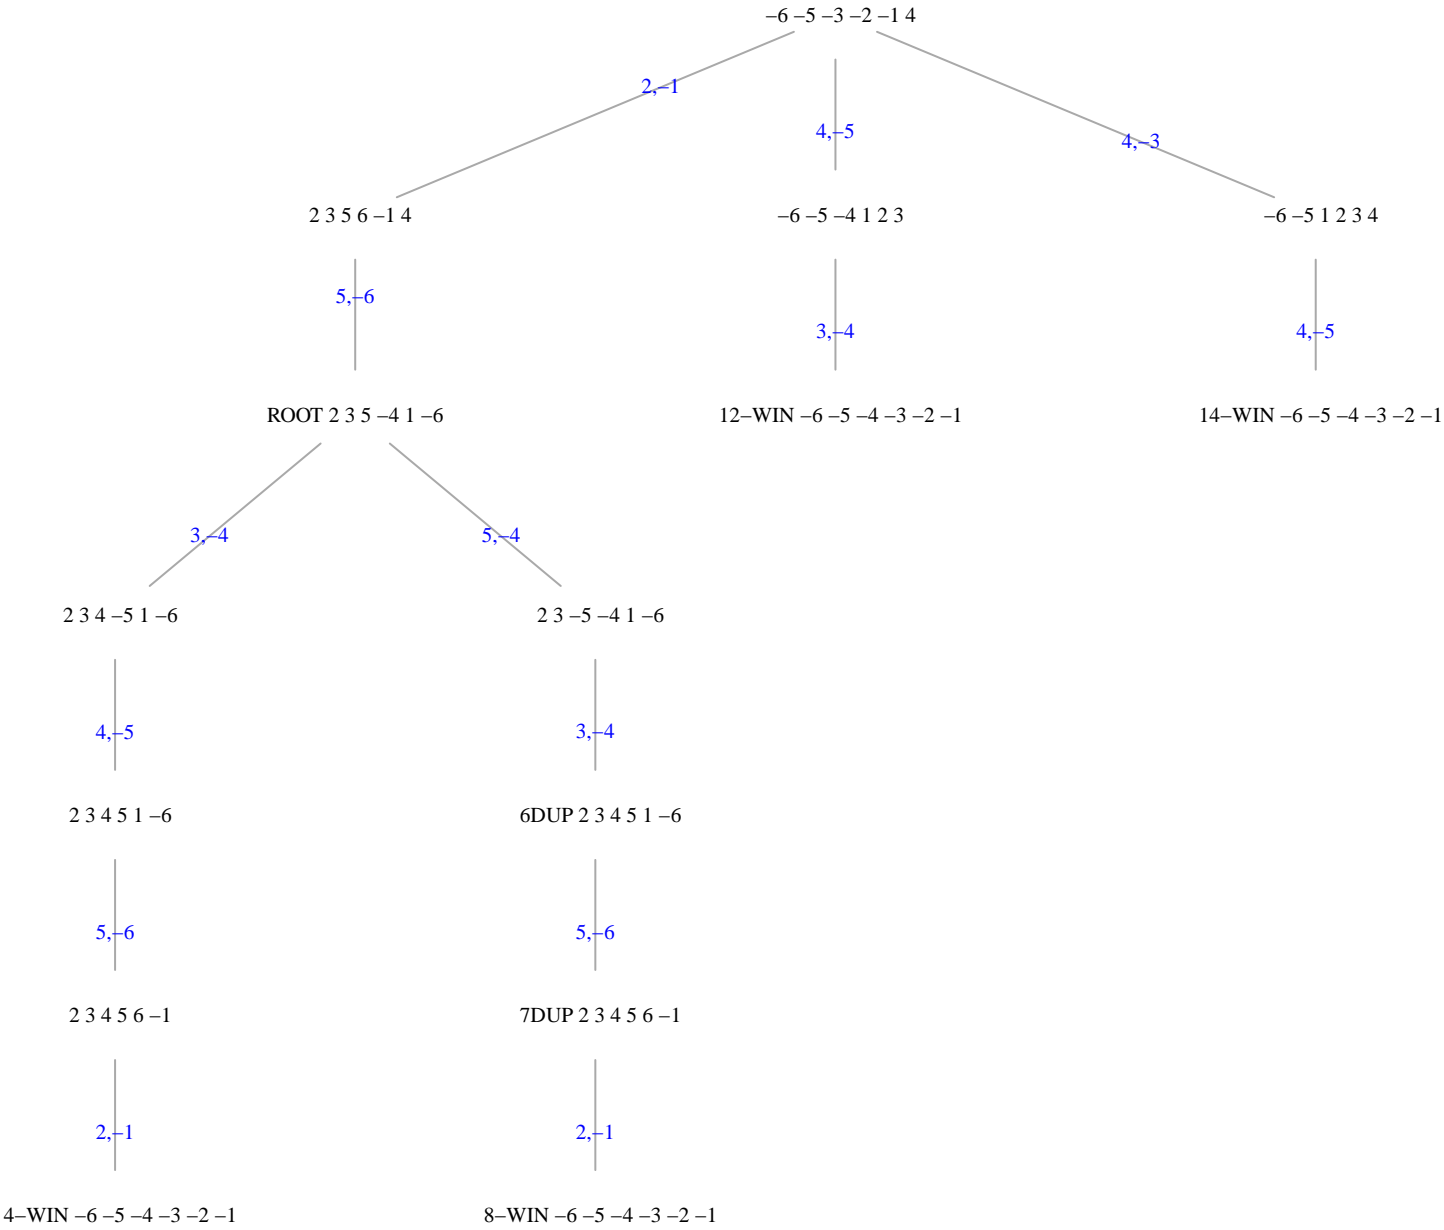 –6 –5 –3 –2 –1 4
2,–1
4,–5
4,–3
2 3 5 6 –1 4
–6 –5 –4 1 2 3
–6 –5 1 2 3 4
5,–6
3,–4
4,–5
ROOT 2 3 5 –4 1 –6
12–WIN –6 –5 –4 –3 –2 –1
14–WIN –6 –5 –4 –3 –2 –1
3,–4
5,–4
2 3 4 –5 1 –6
2 3 –5 –4 1 –6
4,–5
3,–4
2 3 4 5 1 –6
6DUP 2 3 4 5 1 –6
5,–6
5,–6
2 3 4 5 6 –1
7DUP 2 3 4 5 6 –1
2,–1
2,–1
4–WIN –6 –5 –4 –3 –2 –1
8–WIN –6 –5 –4 –3 –2 –1